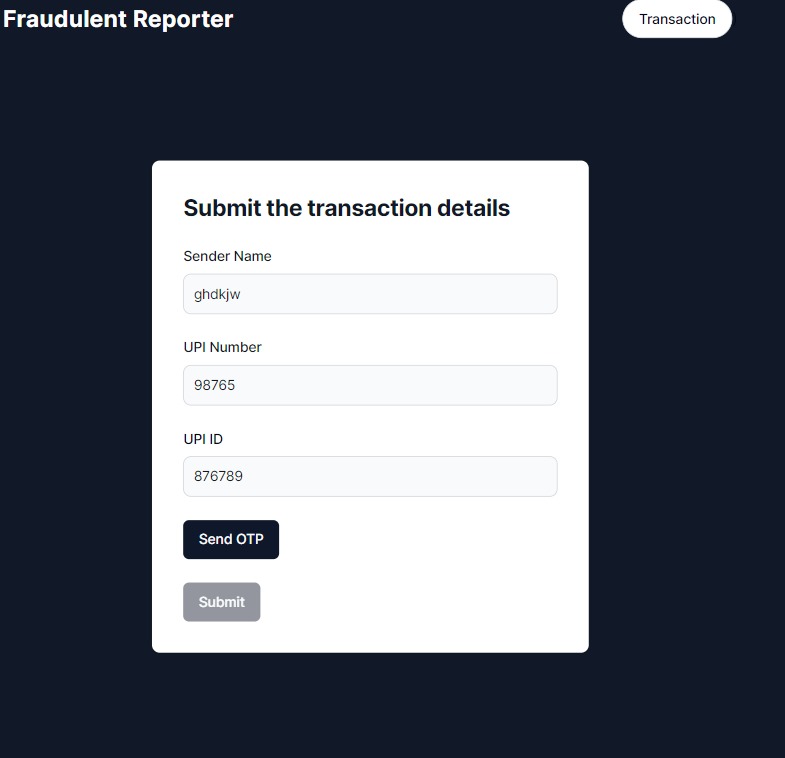 Fraudulent Reporter
Transaction
Submit the transaction details
Sender Name
ghdkjw
UPI Number
98765
UPI ID
876789
Send OTP
Submit